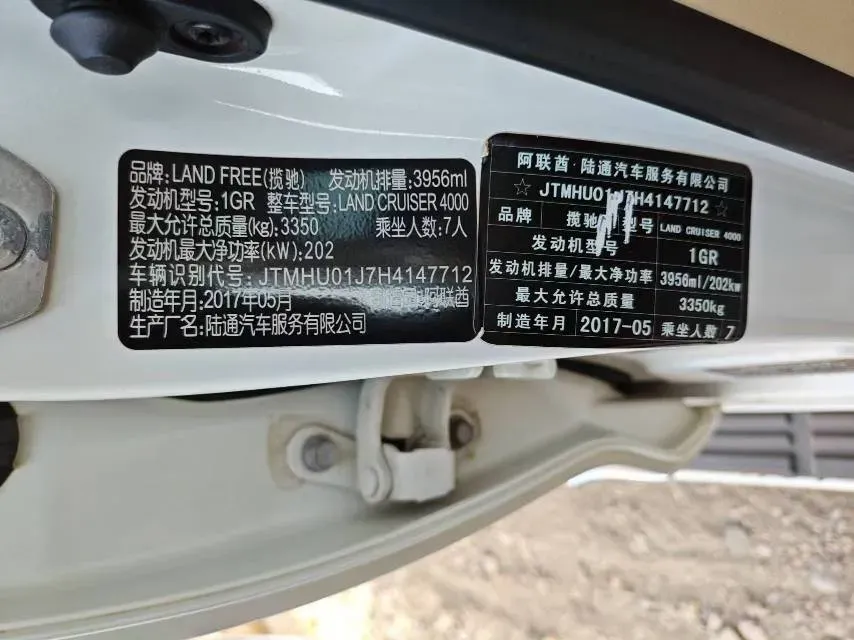 品牌:LAND FREE(揽驰) 发动机排量:3956ml
发动机型号:1GR 整车型号:LAND CRUISER 4000
最大允许总质量(kg):3350 乘坐人数:7人
发动机最大净功率(kW):202
车辆识别代号:JTMHU01J7H4147712
制造年月:2017年05月 阿联酋
生产厂名:陆通汽车服务有限公司
阿联酋·陆通汽车服务有限公司
☆ JTMHU01J7H4147712 ☆
品牌 揽驰 型号 LAND CRUISER 4000
发动机型号 1GR
发动机排量/最大净功率 3956ml/202kw
最大允许总质量 3350kg
制造年月 2017-05 乘坐人数 7